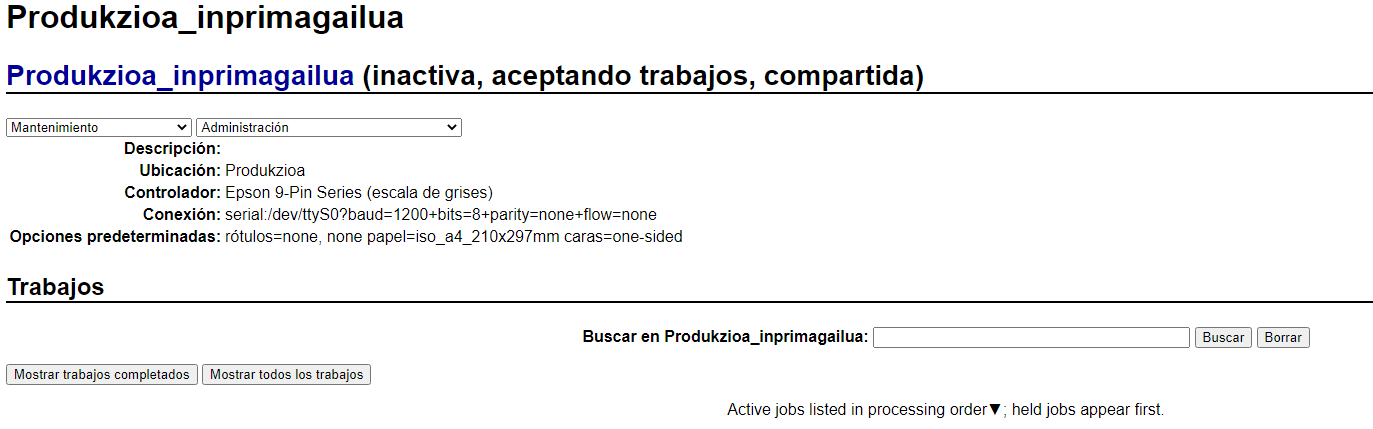 Produkzioa_inprimagailua
Produkzioa_inprimagailua (inactiva, aceptando trabajos, compartida)
Mantenimiento Administración
Descripción:
Ubicación: Produkzioa
Controlador: Epson 9-Pin Series (escala de grises)
Conexión: serial:/dev/ttyS0?baud=1200+bits=8+parity=none+flow=none
Opciones predeterminadas: rótulos=none, none papel=iso_a4_210x297mm caras=one-sided
Trabajos
Buscar en Produkzioa_inprimagailua: Buscar Borrar
Mostrar trabajos completados Mostrar todos los trabajos
Active jobs listed in processing order▼; held jobs appear first.